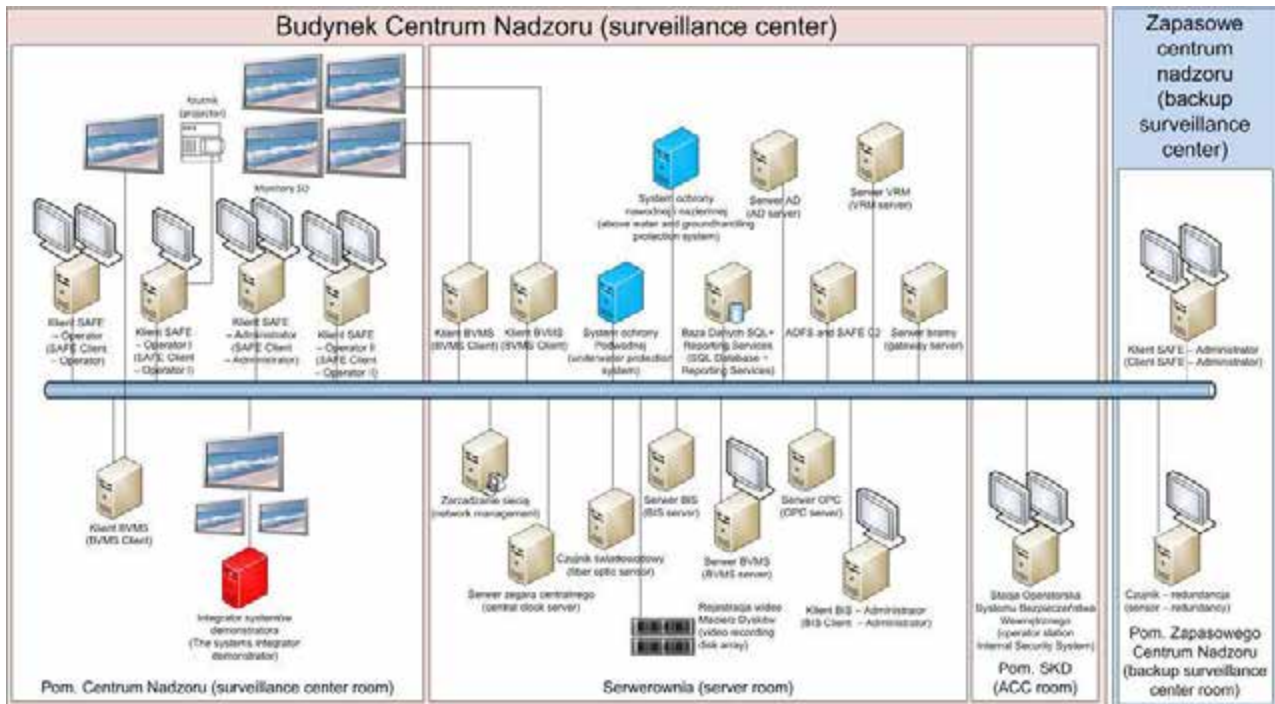 Budynek Centrum Nadzoru (surveillance center)
Zapasowe
centrum
nadzoru
(backup
surveillance
center)
rzutnik
(projector)
Monitory
Klient SAFE
– Operator
(SAFE Client
– Operator)
Klient SAFE
– Operator I
(SAFE Client
– Operator I)
Klient SAFE
– Administrator
(SAFE Client
– Administrator)
Klient SAFE
– Operator II
(SAFE Client
– Operator II)
Klient BVMS
(BVMS Client)
Klient BVMS
(BVMS Client)
System ochrony
nawodnej i naziemnej
(above water and groundhandling
protection system)
System ochrony
Podwodnej
(underwater protection
system)
Serwer AD
(AD server)
Serwer VRM
(VRM server)
Baza Danych SQL+
Reporting Services
(SQL Database +
Reporting Services)
ADFS and SAFE C2
Serwer bramy
(gateway server)
Klient SAFE – Administrator
(Client SAFE – Administrator)
Klient BVMS
(BVMS Client)
Integrator systemów
demonstratora
(The systems integrator
demonstrator)
Pom. Centrum Nadzoru (surveillance center room)
Zarzadzanie siecią
(network management)
Serwer zegara centralnego
(central clock server)
Czujnik światłowodowy
(fiber optic sensor)
Rejestracja wideo
Macierz Dysków
(video recording
disk array)
Serwer BIS
(BIS server)
Serwer BVMS
(BVMS server)
Serwer OPC
(OPC server)
Klient BIS – Administrator
(BIS Client – Administrator)
Serwerownia (server room)
Stacja Operatorska
Systemu Bezpieczeństwa
Wewnętrznego
(operator station
Internal Security System)
Pom. SKD
(ACC room)
Czujnik – redundancja
(sensor – redundancy)
Pom. Zapasowego
Centrum Nadzoru
(backup surveillance
center room)